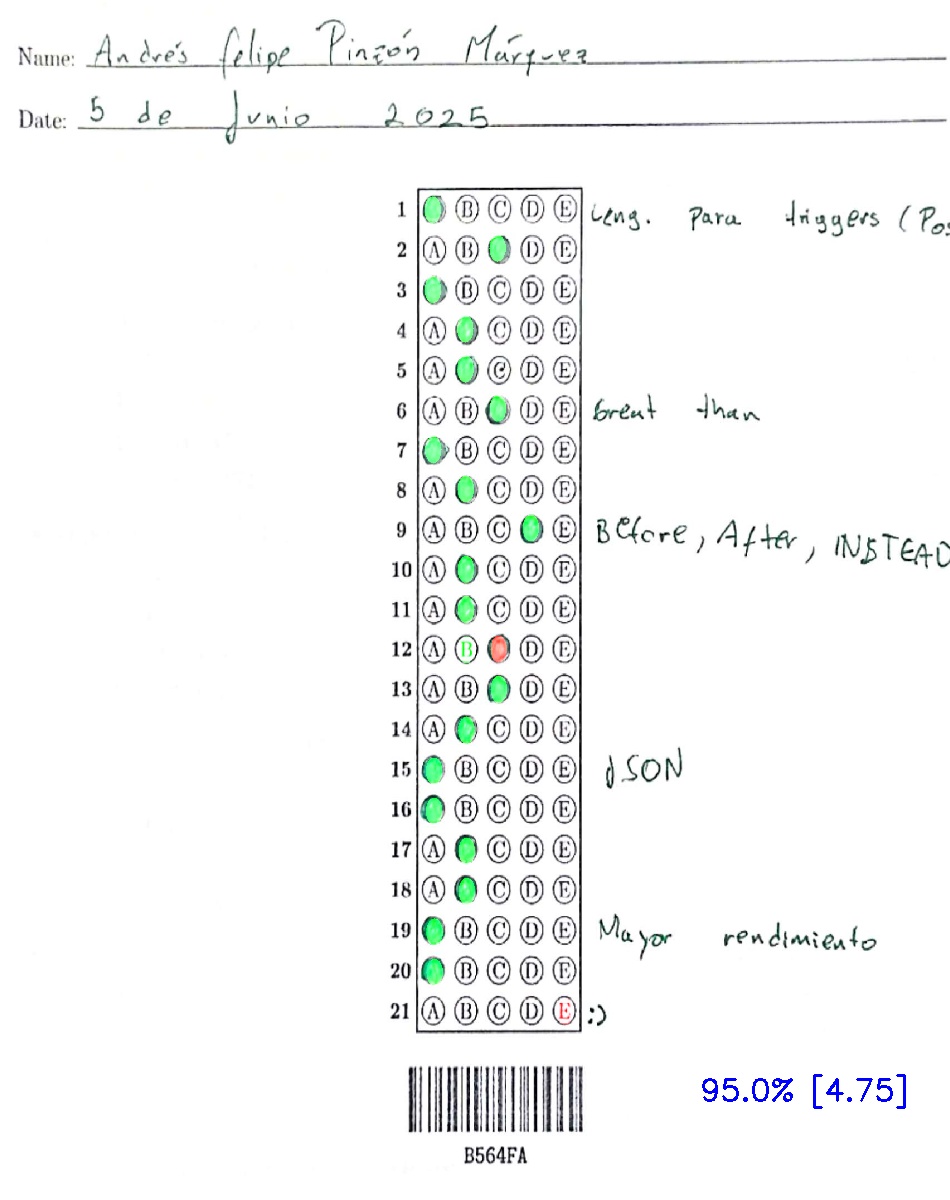 Name: Andrés Felipe Pinzón Márquez
Date: 5 de Junio 2025
1 B C D E Leng. para triggers (Pos
2 A B D E
3 B C D E
4 A C D E
5 A C D E
6 A B D E Great than
7 B C D E
8 A C D E
9 A B C E Before, After, INSTEAD
10 A C D E
11 A C D E
12 A B D E
13 A B D E
14 A C D E
15 B C D E JSON
16 B C D E
17 A C D E
18 A C D E
19 B C D E Mayor rendimiento
20 B C D E
21 A B C D E :)
95.0% [4.75]
B564FA